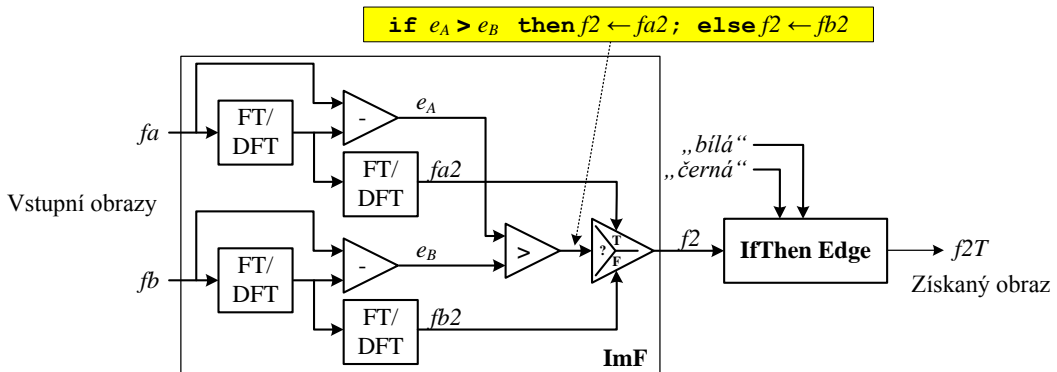 if eA > eB then f2 ← fa2; else f2 ← fb2
eA
FT/
DFT
-
fa
FT/
DFT
fa2
„bílá“
„černá“
Vstupní obrazy
T
?
F
>
f2
IfThen Edge
f2T
Získaný obraz
eB
FT/
DFT
-
fb
FT/
DFT
fb2
ImF